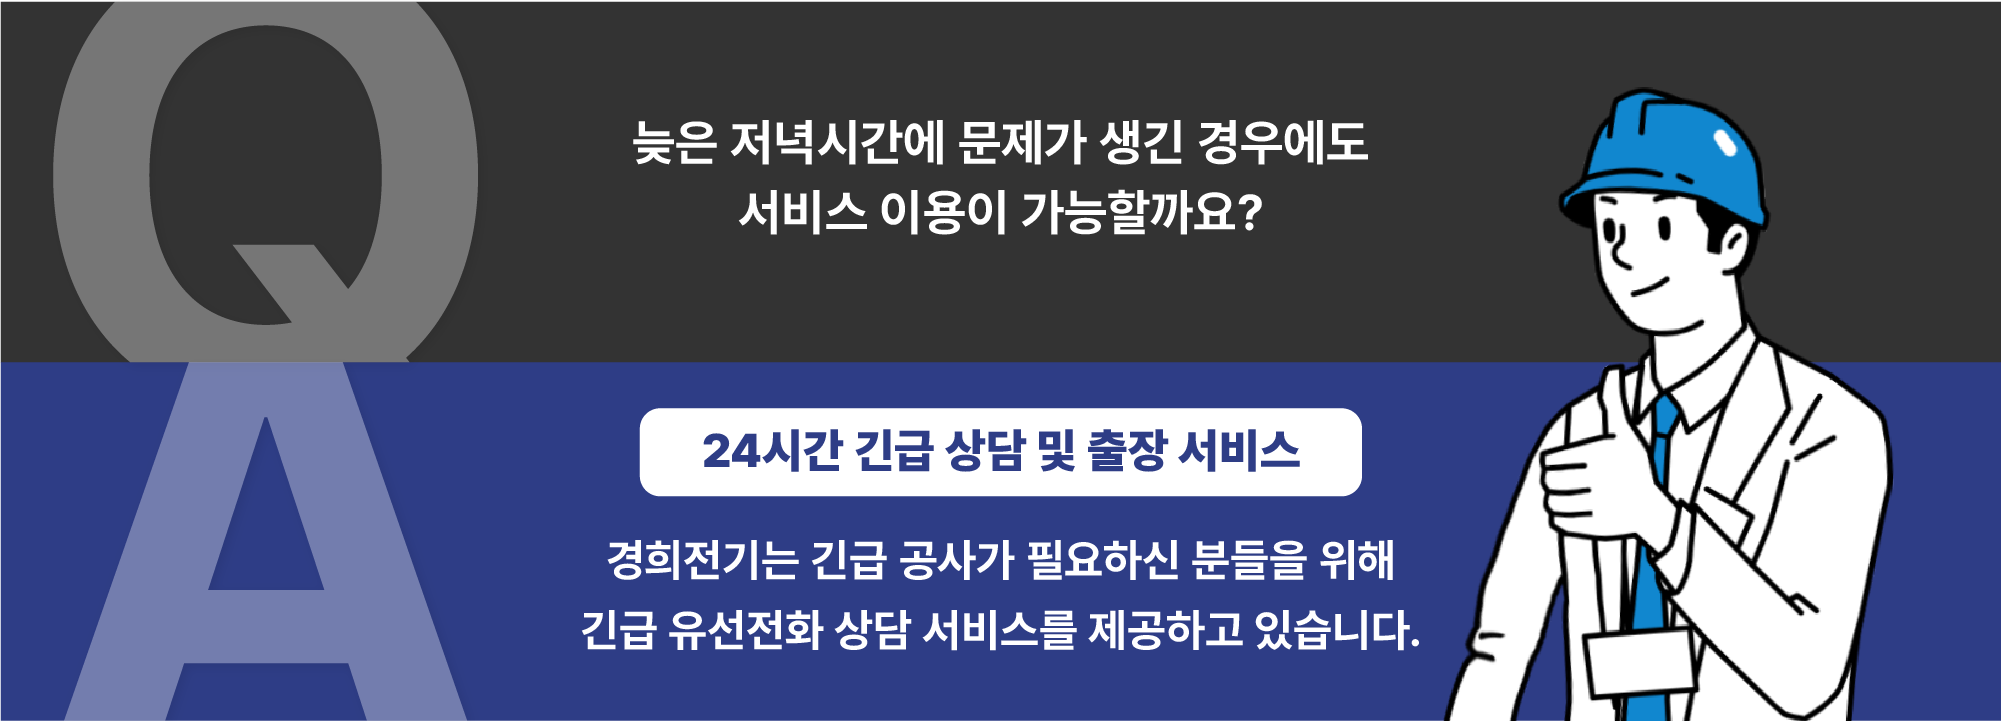 Q
늦은 저녁시간에 문제가 생긴 경우에도
서비스 이용이 가능할까요?
A
24시간 긴급 상담 및 출장 서비스
경희전기는 긴급 공사가 필요하신 분들을 위해
긴급 유선전화 상담 서비스를 제공하고 있습니다.